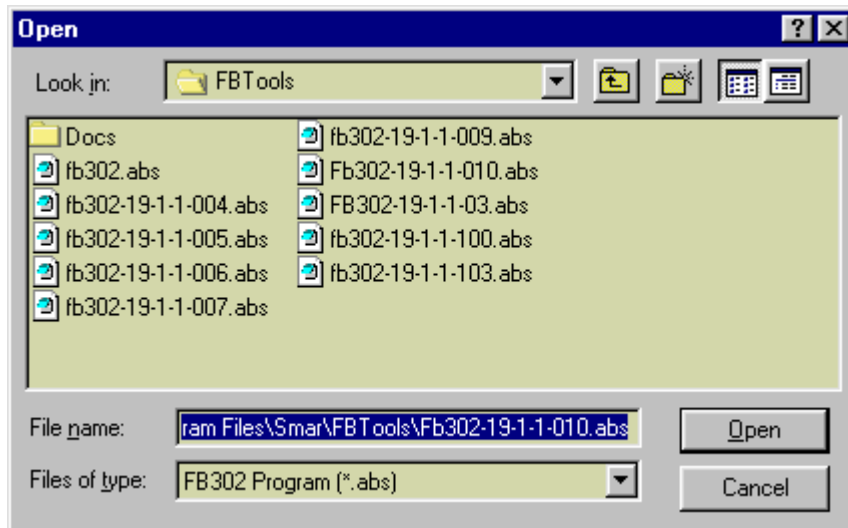 Open
Look in: FBTools
Docs
fb302.abs
fb302-19-1-1-004.abs
fb302-19-1-1-005.abs
fb302-19-1-1-006.abs
fb302-19-1-1-007.abs
fb302-19-1-1-009.abs
Fb302-19-1-1-010.abs
FB302-19-1-1-03.abs
fb302-19-1-1-100.abs
fb302-19-1-1-103.abs
File name: ram Files\Smar\FBTools\Fb302-19-1-1-010.abs Open
Files of type: FB302 Program (*.abs) Cancel